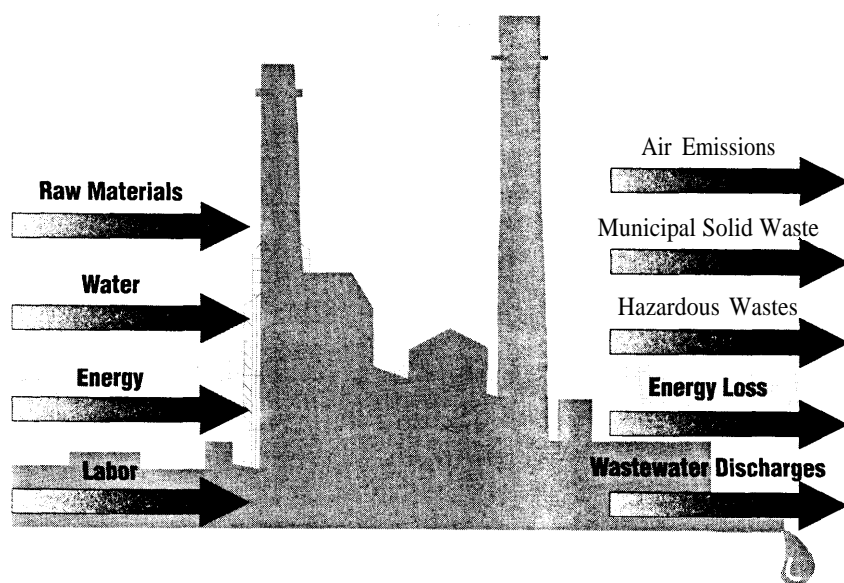 Raw Materials
Water
Energy
Labor
Air Emissions
Municipal Solid Waste
Hazardous Wastes
Energy Loss
Wastewater Discharges